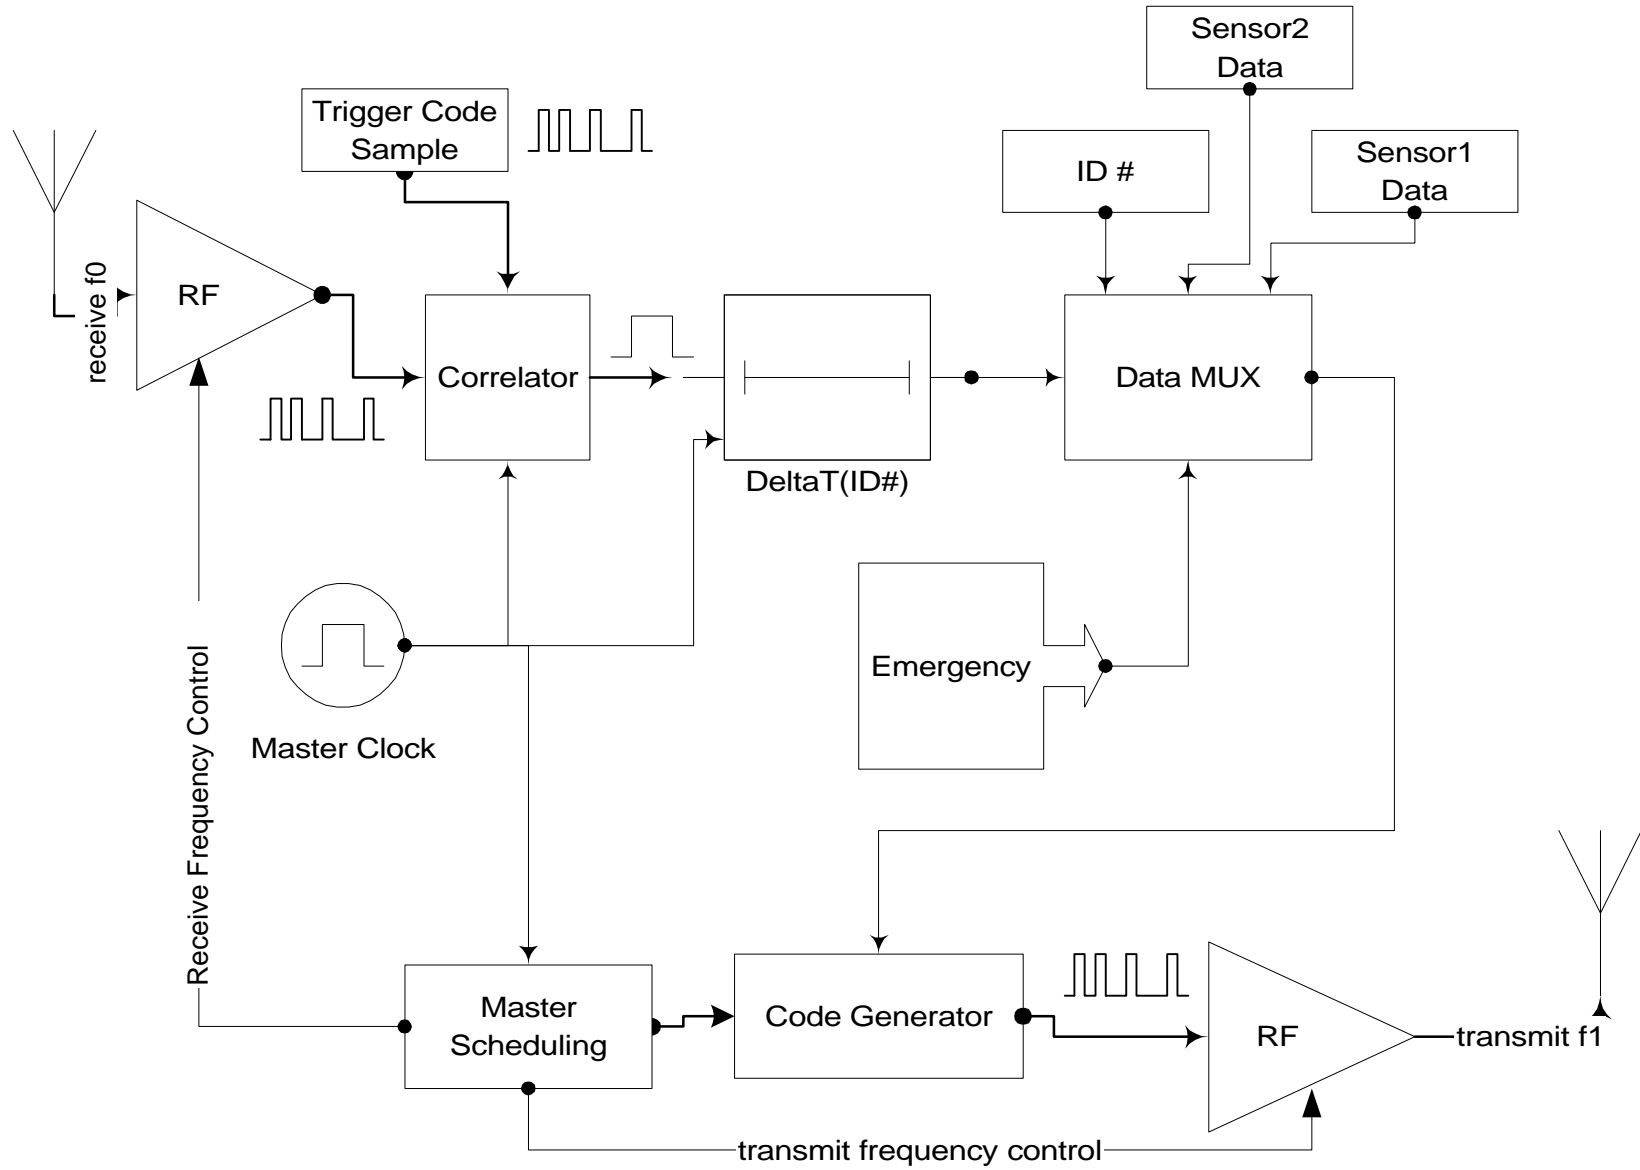 Sensor2
Data
Trigger Code
Sample
ID #
Sensor1
Data
receive f0
RF
Correlator
Data MUX
DeltaT(ID#)
Emergency
Receive Frequency Control
Master Clock
Master
Scheduling
Code Generator
RF
transmit f1
transmit frequency control